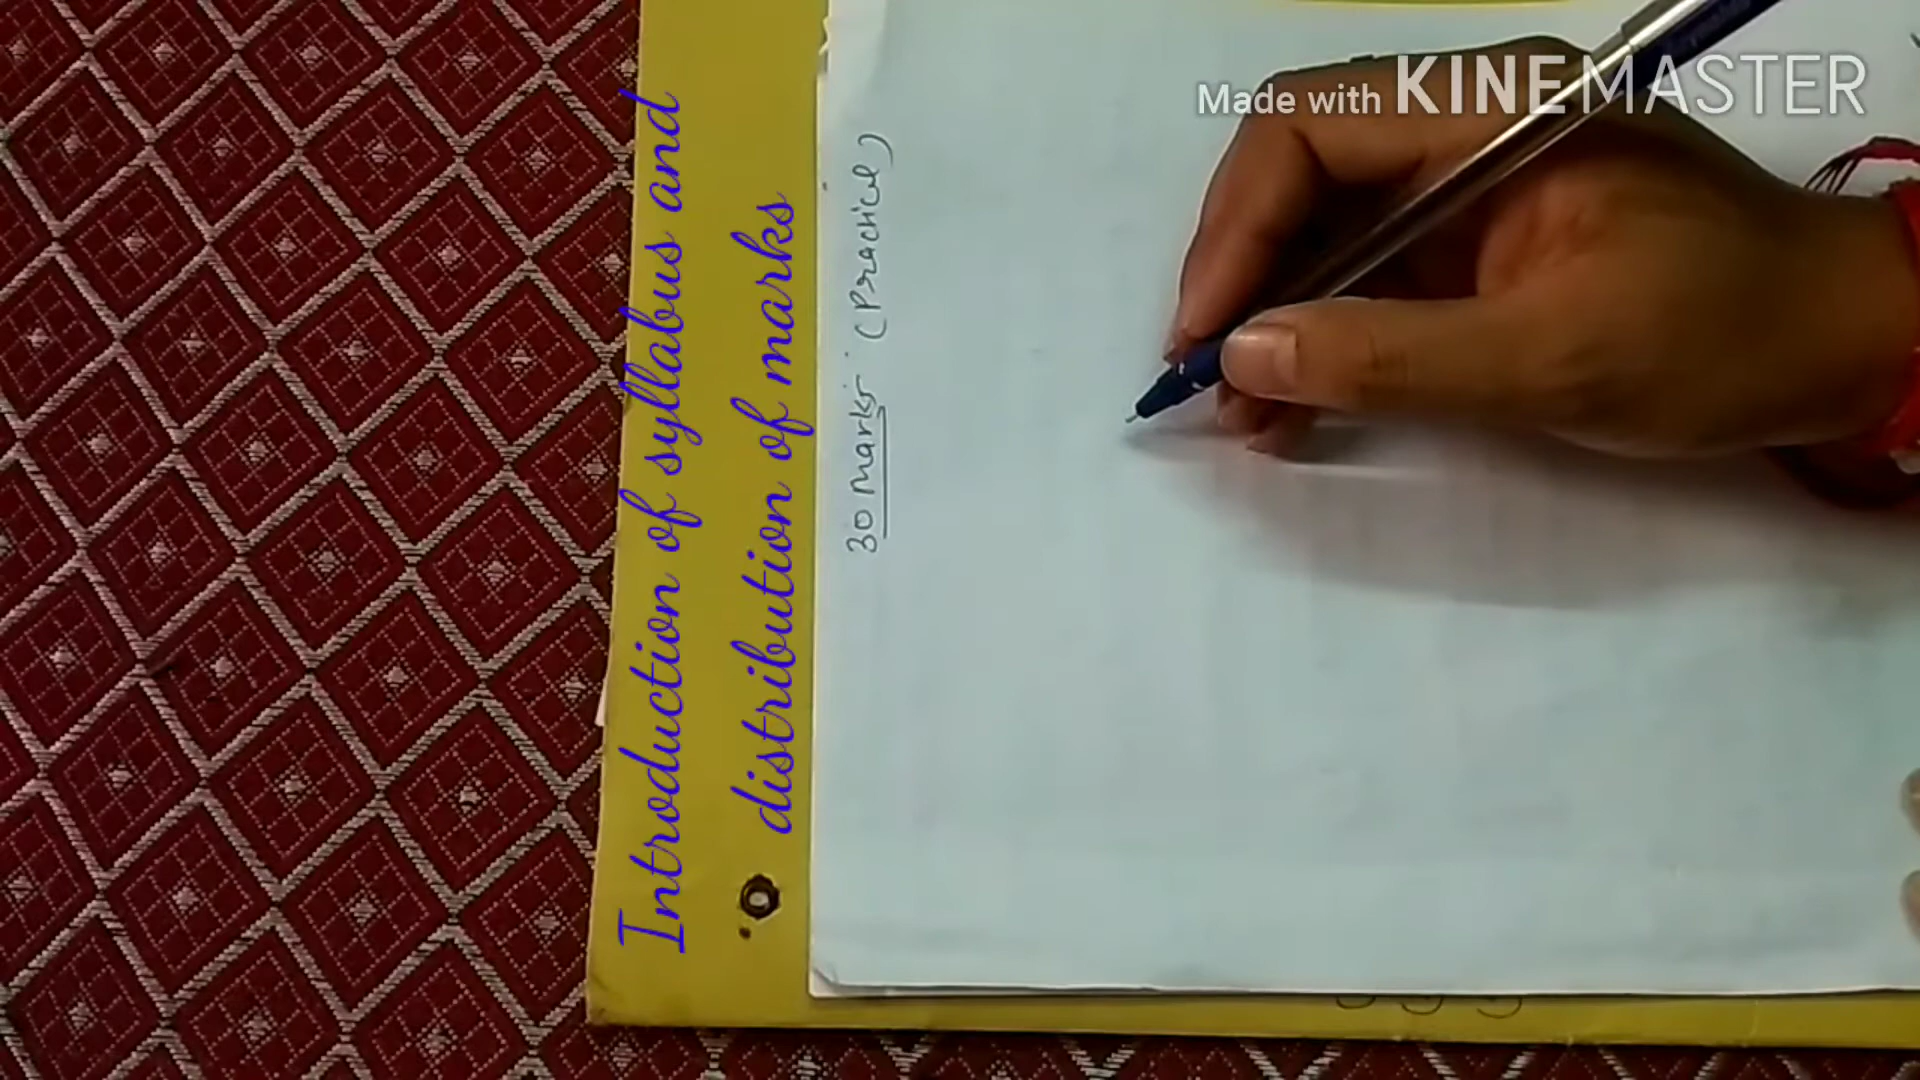 Introduction of syllabus and
distribution of marks
30 Marks (Practical)
Made with KINEMASTER